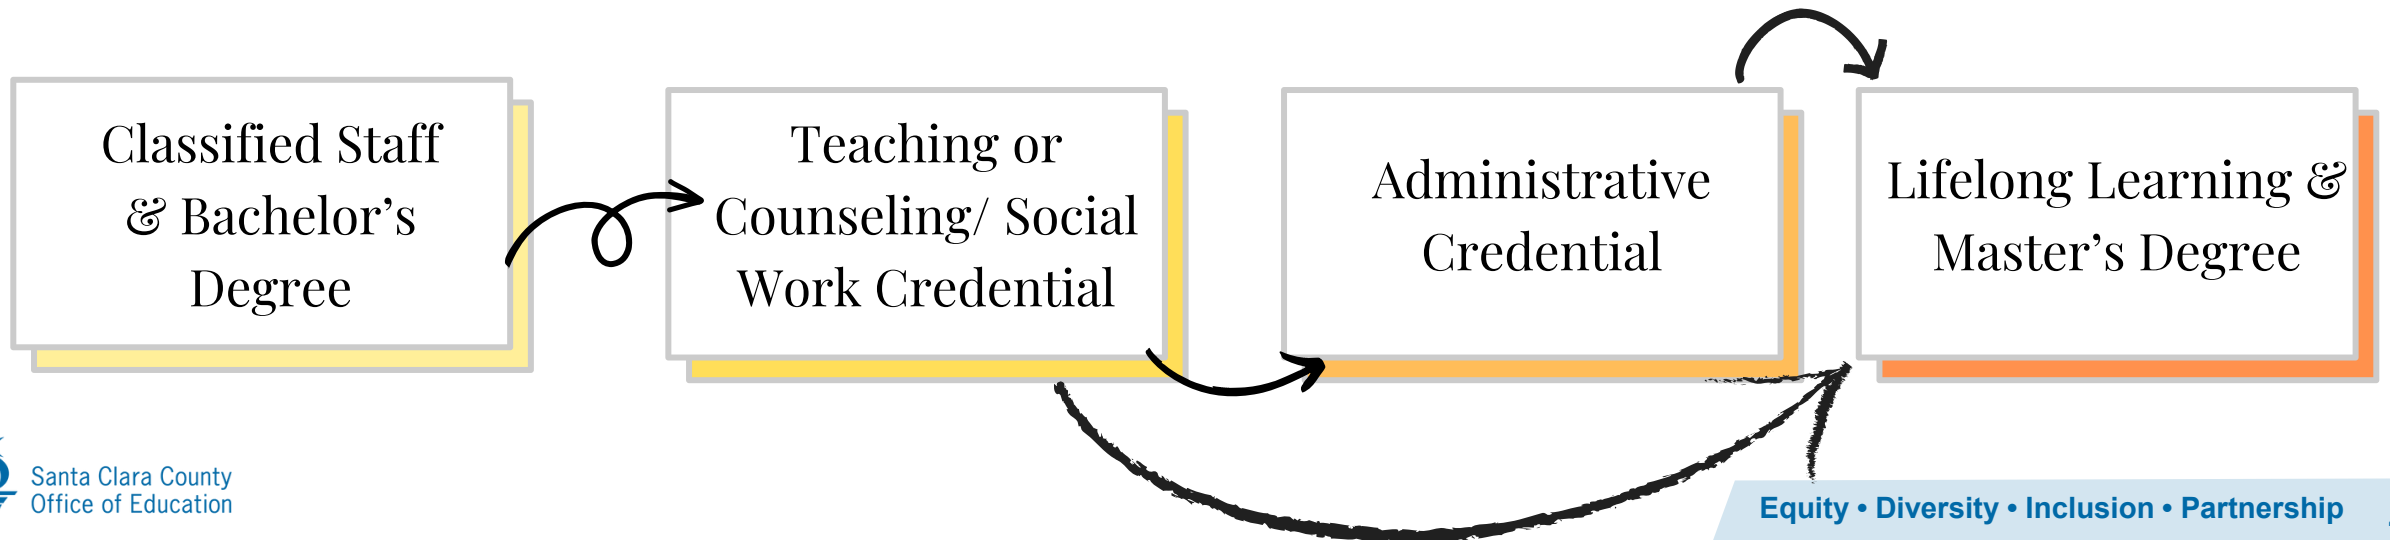 Classified Staff
& Bachelor’s
Degree
Teaching or
Counseling/ Social
Work Credential
Administrative
Credential
Lifelong Learning &
Master’s Degree
Santa Clara County
Office of Education
Equity • Diversity • Inclusion • Partnership